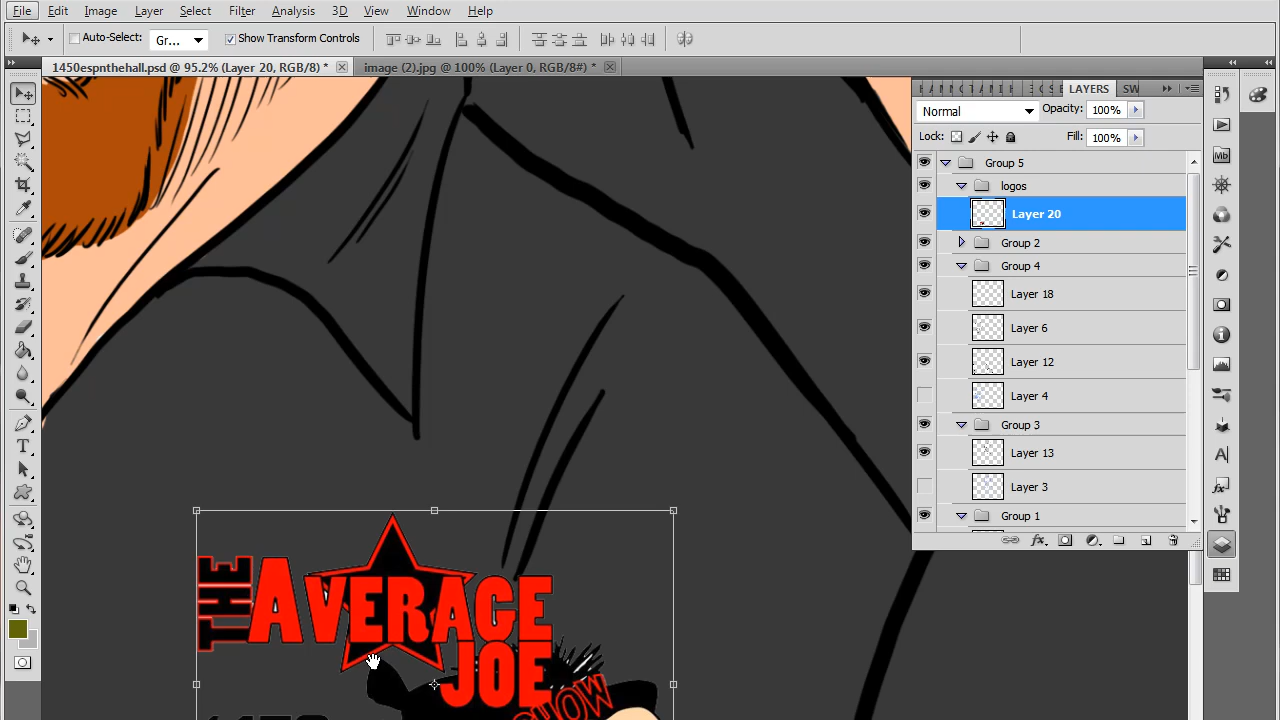 File Edit Image Layer Select Filter Analysis 3D View Window Help
Auto-Select: Gr... Show Transform Controls
1450espnthehall.psd @ 95.2% (Layer 20, RGB/8) * image (2).jpg @ 100% (Layer 0, RGB/8#) *
LAYERS SW
Normal Opacity: 100%
Lock: Fill: 100%
Group 5
logos
Layer 20
Group 2
Group 4
Layer 18
Layer 6
Layer 12
Layer 4
Group 3
Layer 13
Layer 3
Group 1
THE AVERAGE
JOE
SHOW
1450